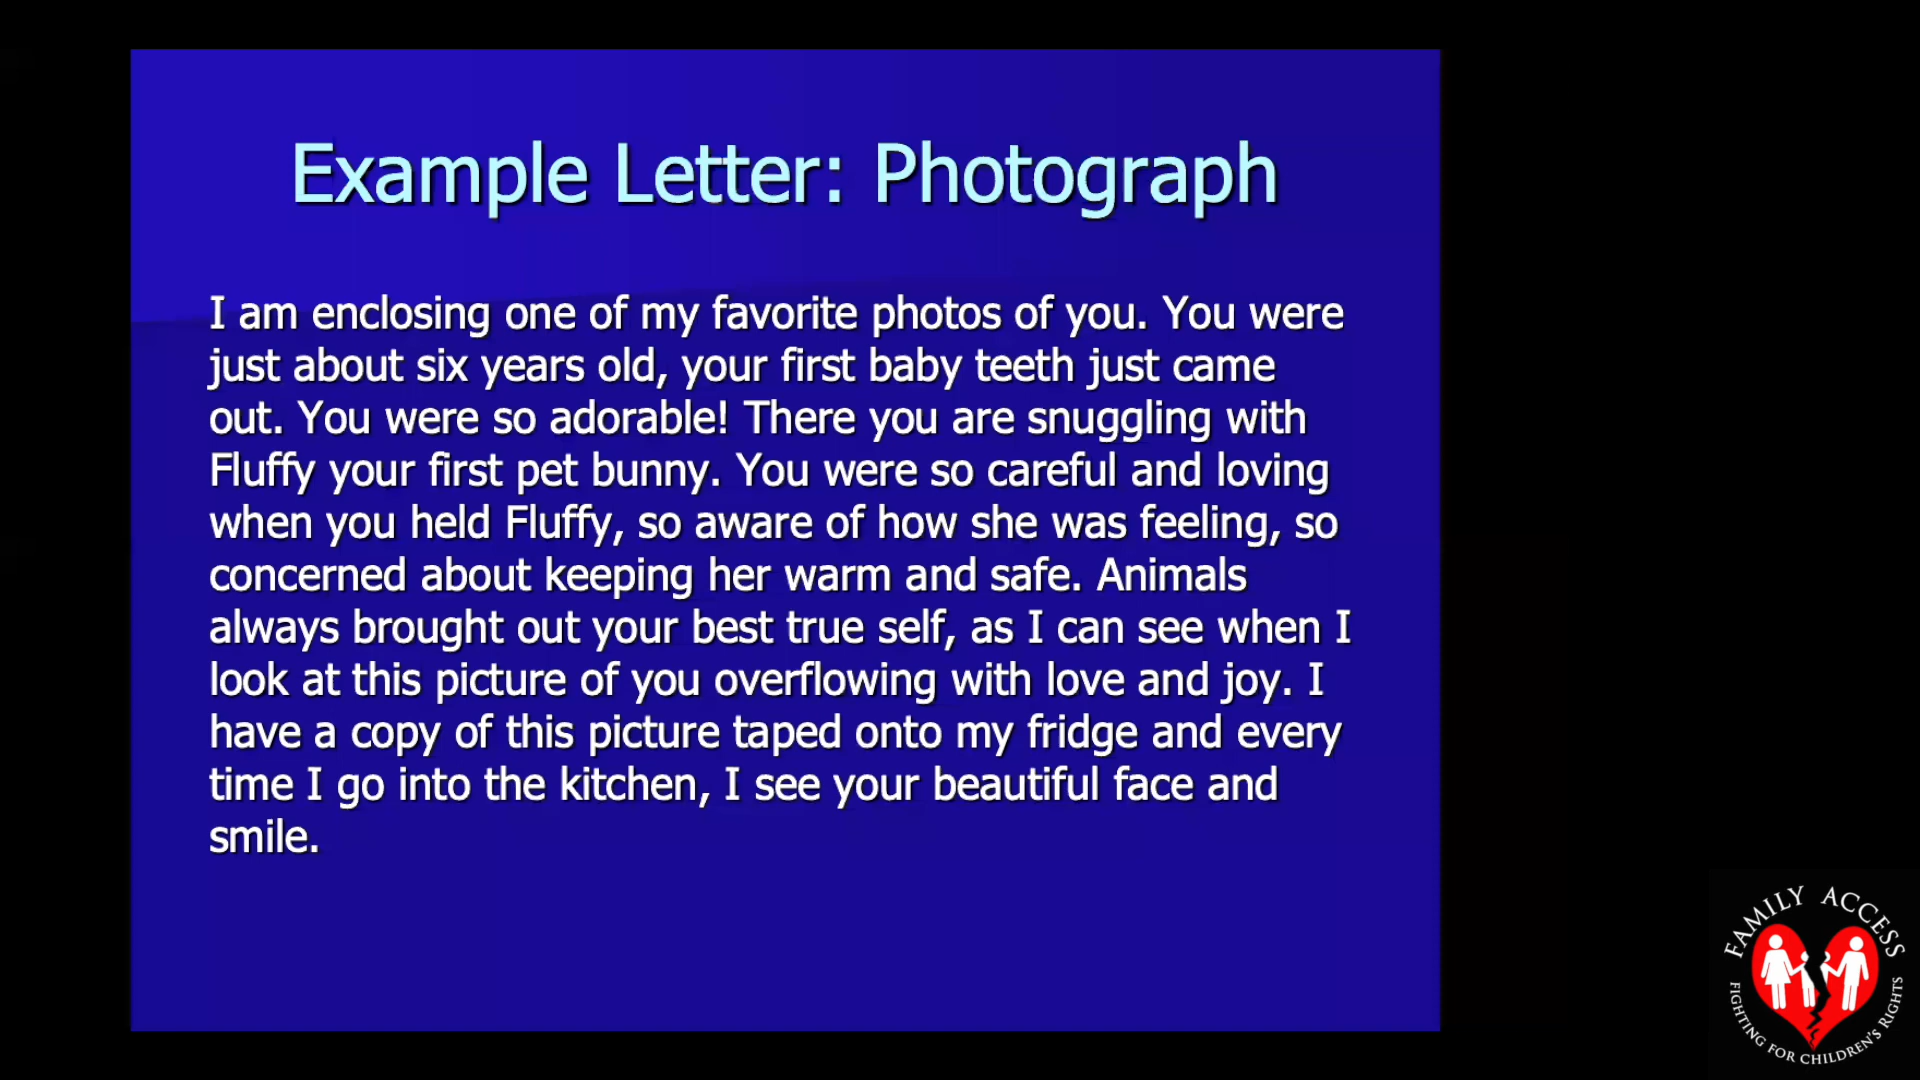 Example Letter: Photograph
I am enclosing one of my favorite photos of you. You were
just about six years old, your first baby teeth just came
out. You were so adorable! There you are snuggling with
Fluffy your first pet bunny. You were so careful and loving
when you held Fluffy, so aware of how she was feeling, so
concerned about keeping her warm and safe. Animals
always brought out your best true self, as I can see when I
look at this picture of you overflowing with love and joy. I
have a copy of this picture taped onto my fridge and every
time I go into the kitchen, I see your beautiful face and
smile.
FAMILY ACCESS
FIGHTING FOR CHILDREN'S RIGHTS